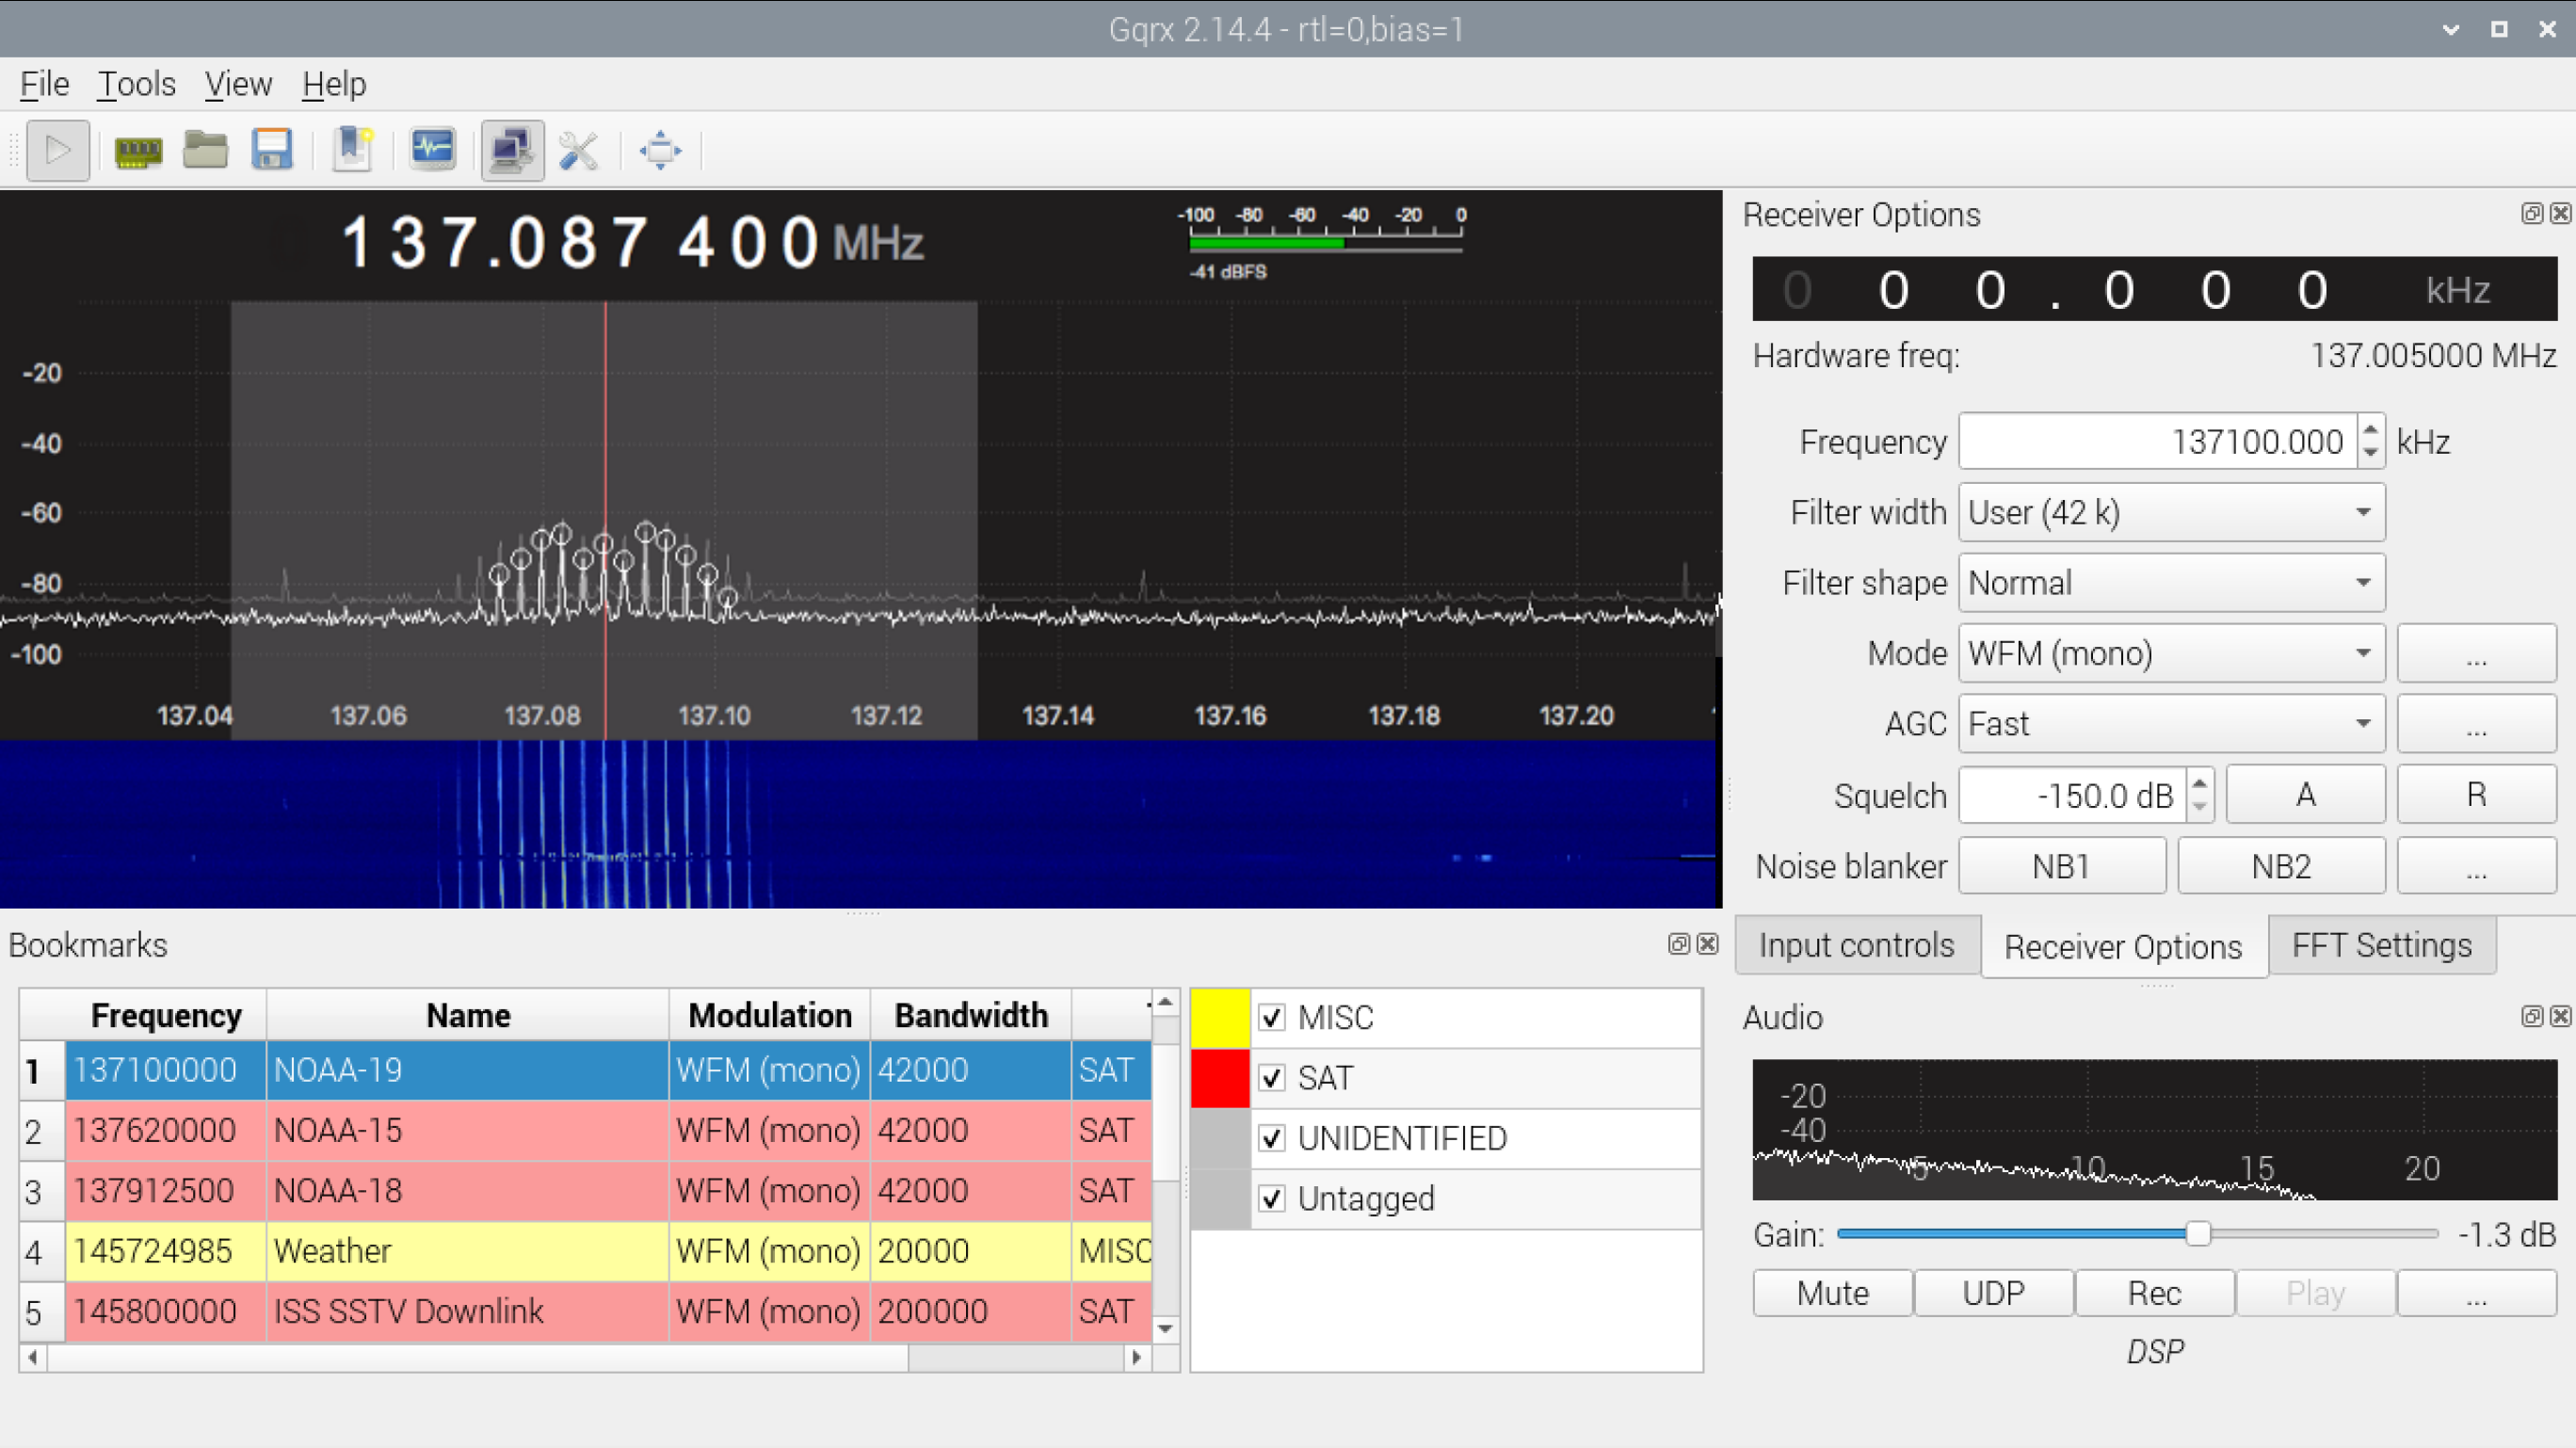 Gqrx 2.14.4 - rtl=0,bias=1
File Tools View Help
137.087 400 MHz
-100 -80 -60 -40 -20 0
-41 dBFS
-20
-40
-60
-80
-100
137.04 137.06 137.08 137.10 137.12 137.14 137.16 137.18 137.20
Receiver Options
0 0 0 . 0 0 0 kHz
Hardware freq: 137.005000 MHz
Frequency 137100.000 kHz
Filter width User (42 k)
Filter shape Normal
Mode WFM (mono) ...
AGC Fast ...
Squelch -150.0 dB A R
Noise blanker NB1 NB2 ...
Input controls Receiver Options FFT Settings
Bookmarks
Frequency Name Modulation Bandwidth
1 137100000 NOAA-19 WFM (mono) 42000 SAT
2 137620000 NOAA-15 WFM (mono) 42000 SAT
3 137912500 NOAA-18 WFM (mono) 42000 SAT
4 145724985 Weather WFM (mono) 20000 MISC
5 145800000 ISS SSTV Downlink WFM (mono) 200000 SAT
MISC
SAT
UNIDENTIFIED
Untagged
Audio
-20
-40
5 10 15 20
Gain: -1.3 dB
Mute UDP Rec Play ...
DSP